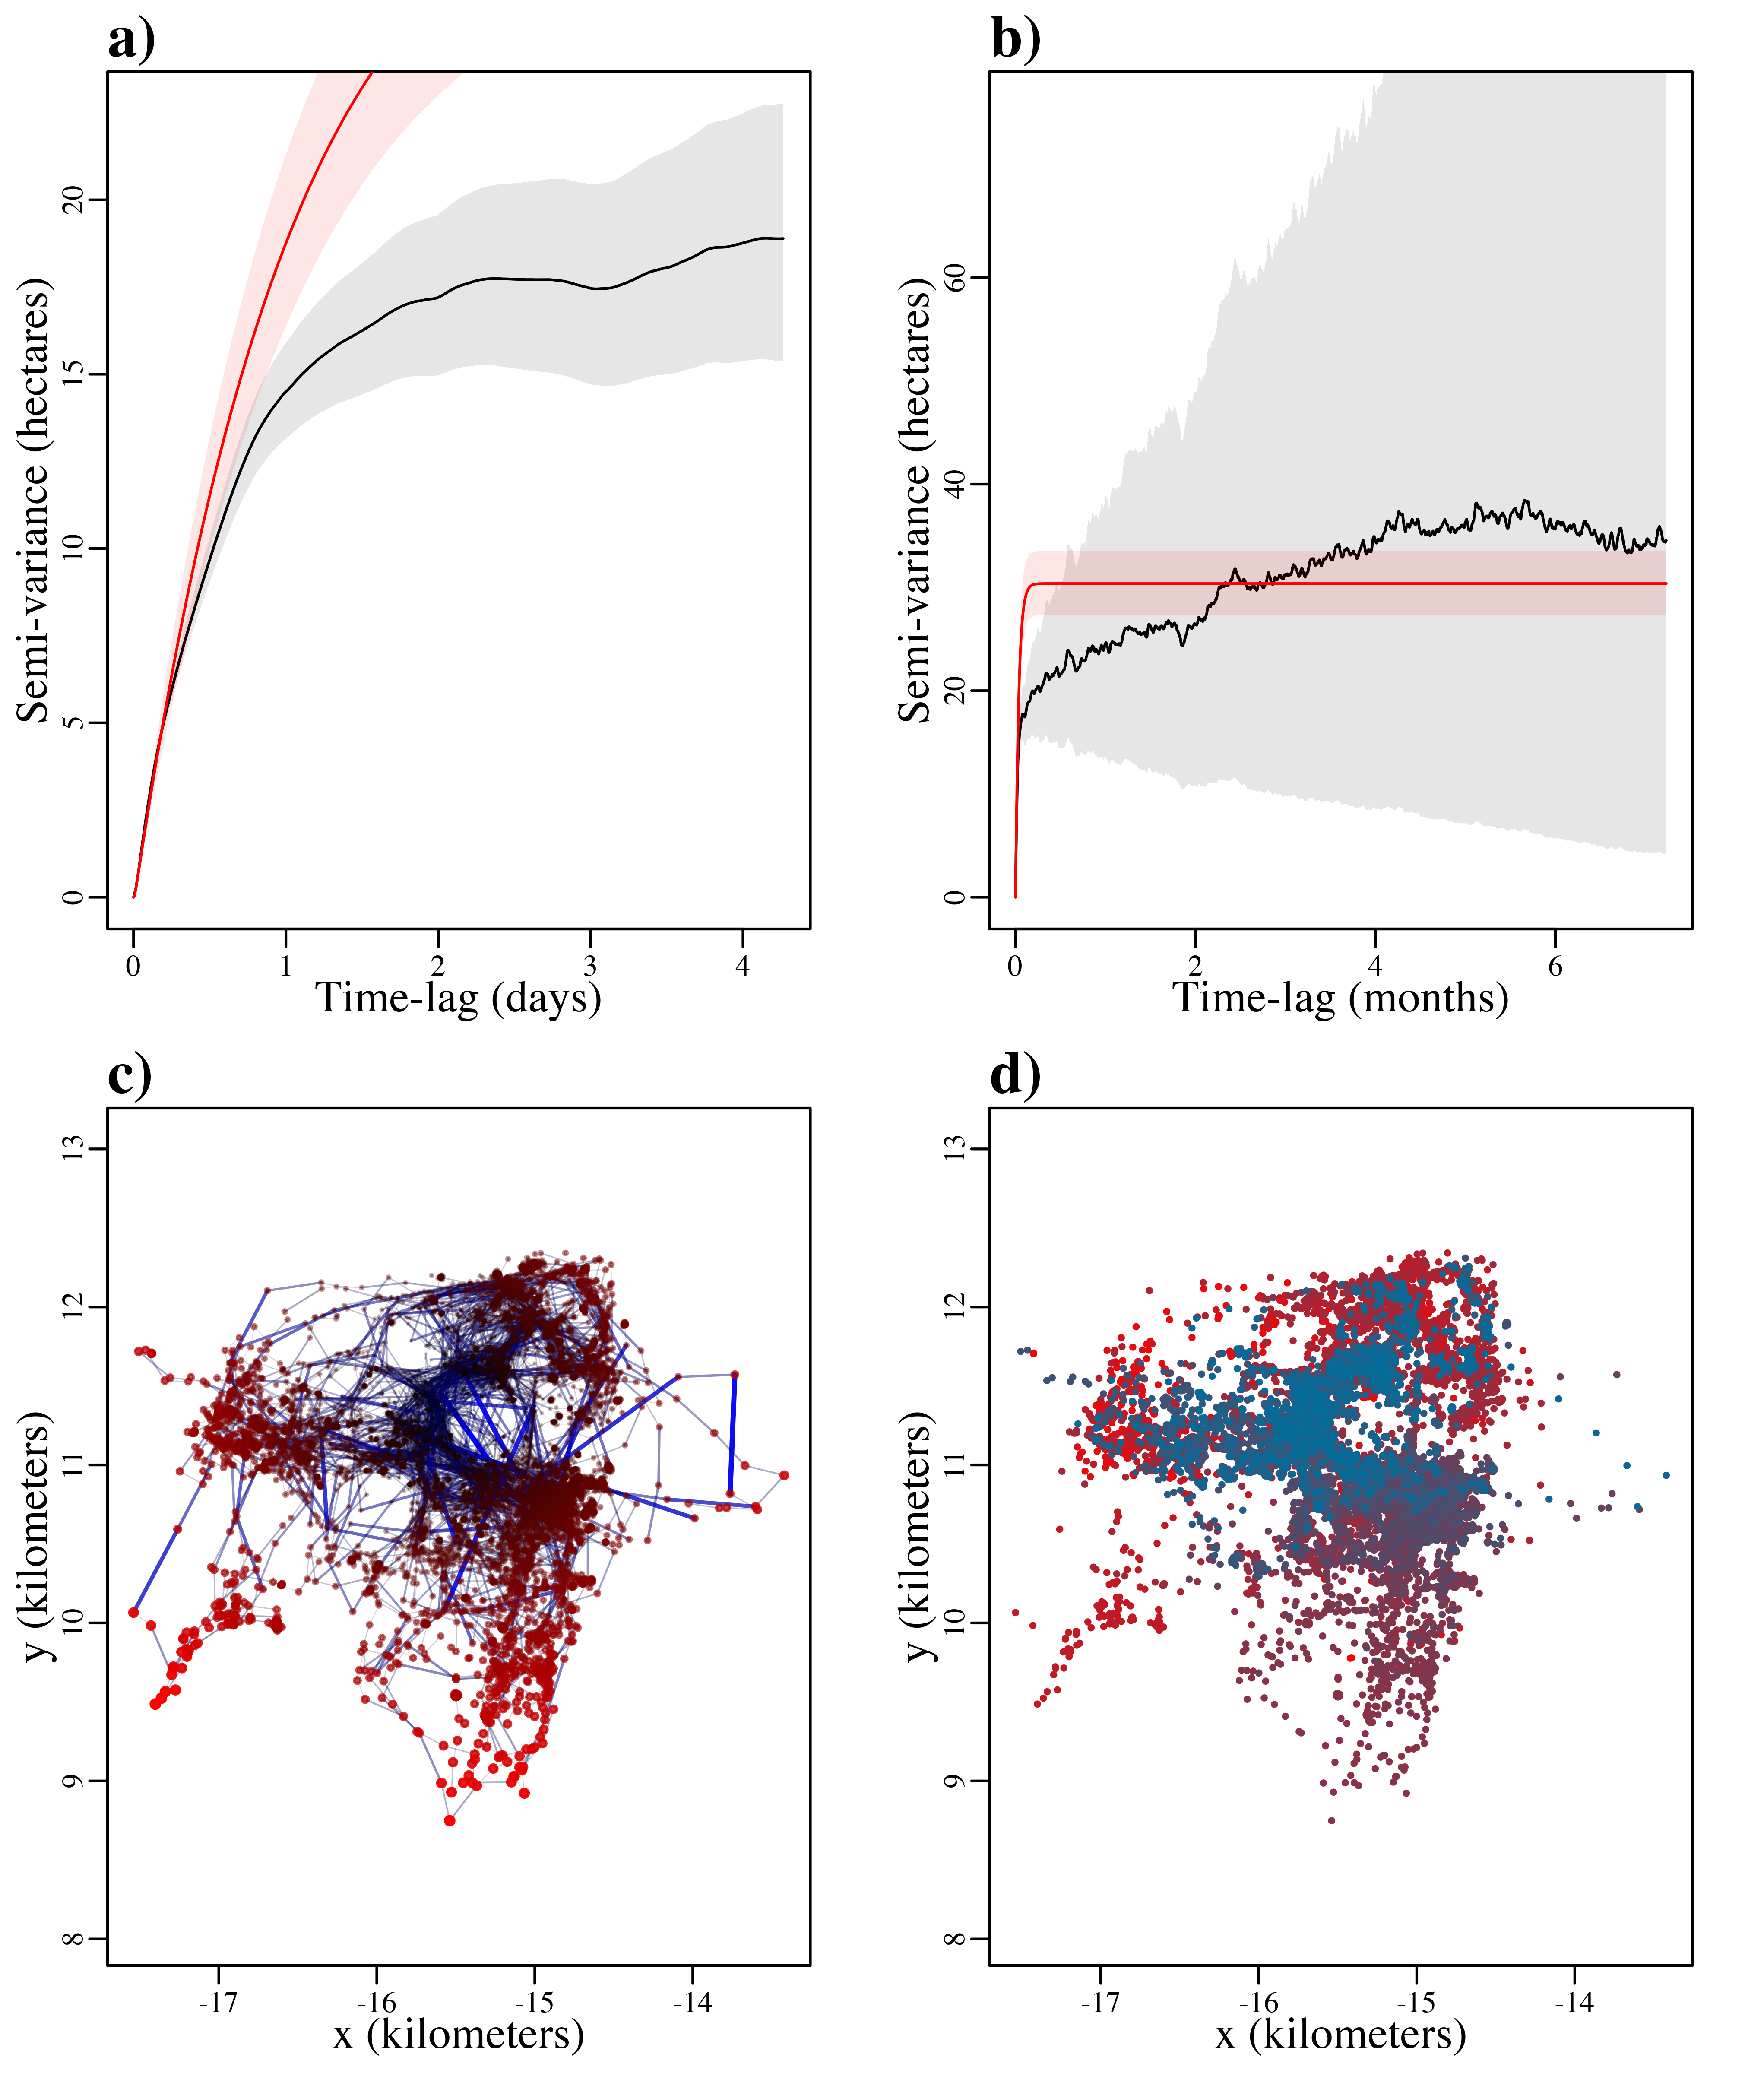 a)
Semi-variance (hectares)
20
15
10
5
0
0 1 2 3 4
Time-lag (days)
b)
Semi-variance (hectares)
60
40
20
0
0 2 4 6
Time-lag (months)
c)
y (kilometers)
13
12
11
10
9
8
-17 -16 -15 -14
x (kilometers)
d)
y (kilometers)
13
12
11
10
9
8
-17 -16 -15 -14
x (kilometers)